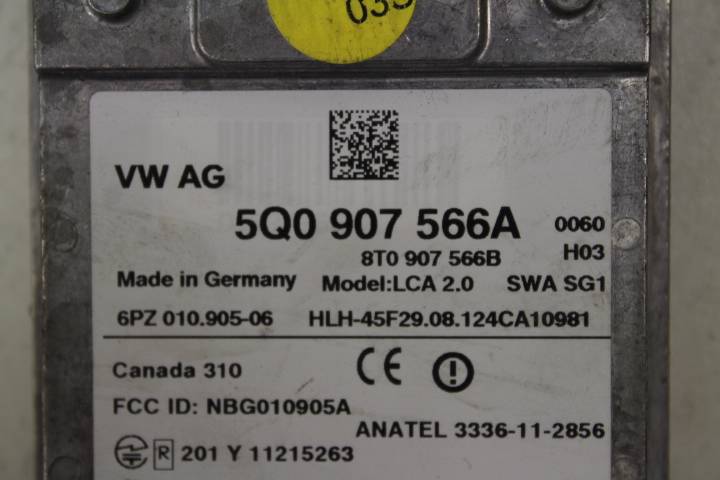 VW AG
5Q0 907 566A 0060
8T0 907 566B H03
Made in Germany Model:LCA 2.0 SWA SG1
6PZ 010.905-06 HLH-45F29.08.124CA10981
Canada 310 CE
FCC ID: NBG010905A
ANATEL 3336-11-2856
R 201 Y 11215263